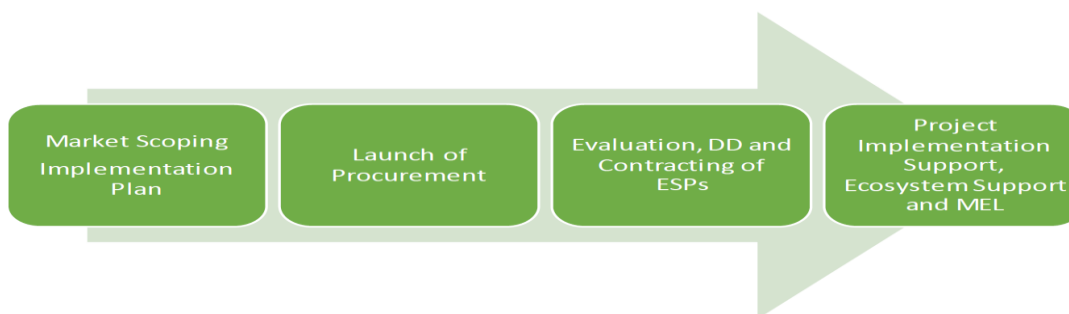 Market Scoping
Implementation
Plan
Launch of
Procurement
Evaluation, DD and
Contracting of
ESPs
Project
Implementation
Support,
Ecosystem Support
and MEL